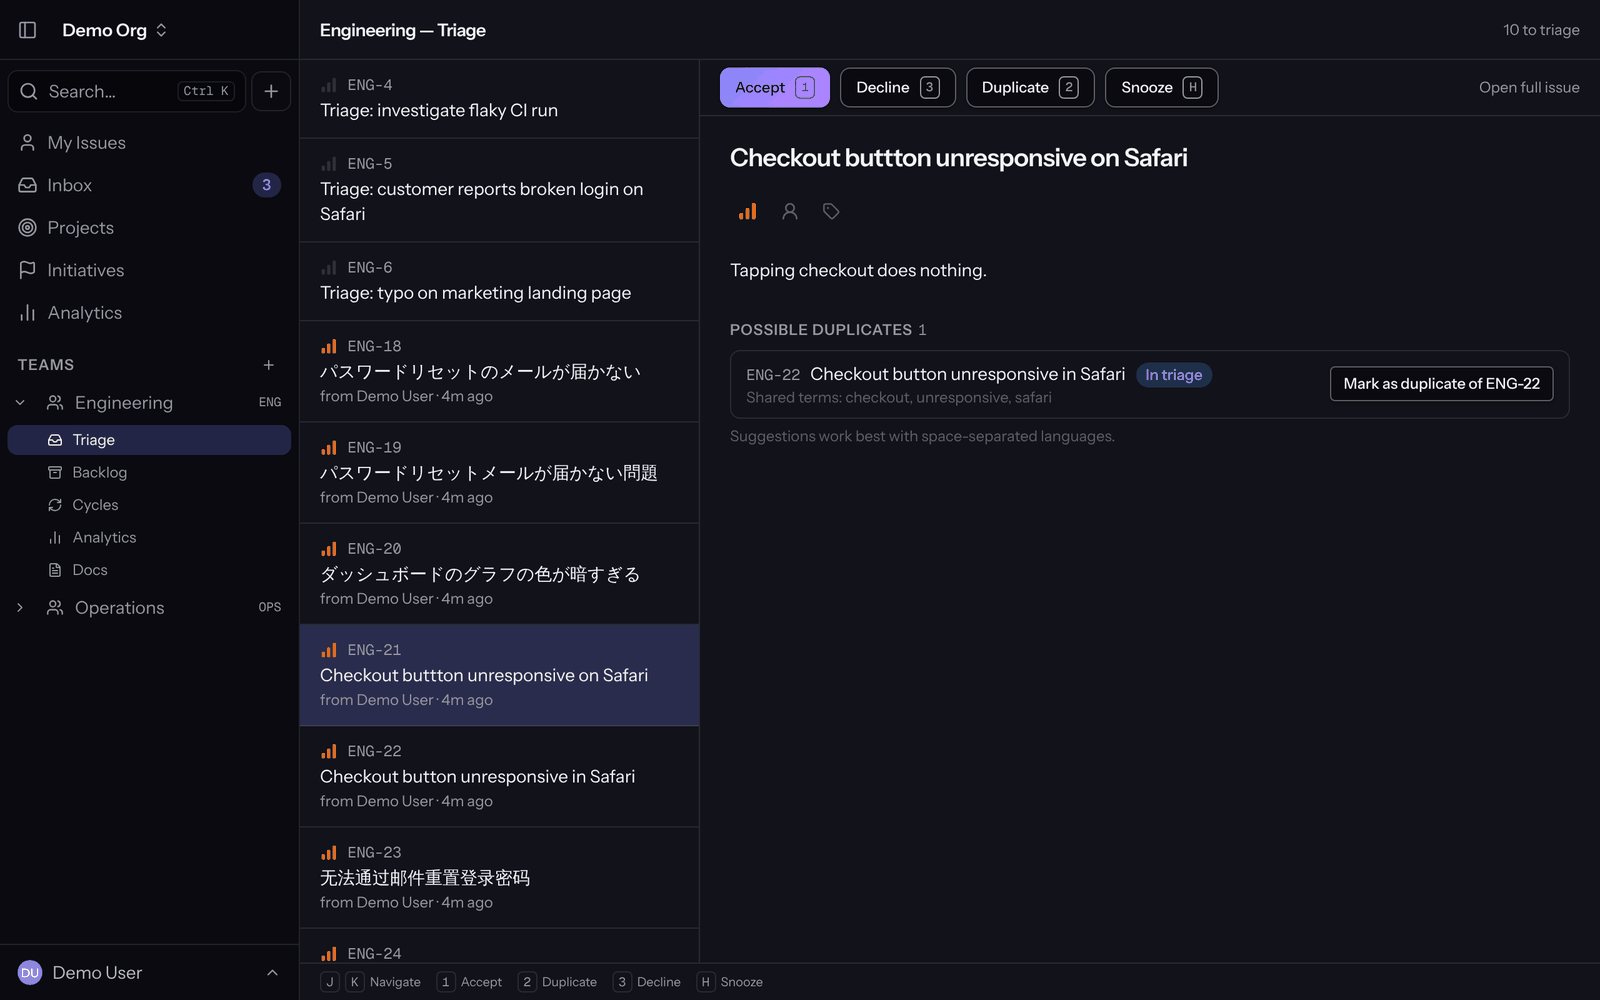 Demo Org
Search...
Ctrl K
My Issues
Inbox
3
Projects
Initiatives
Analytics
TEAMS
Engineering
ENG
Triage
Backlog
Cycles
Analytics
Docs
Operations
OPS
DU
Demo User
Engineering — Triage
10 to triage
ENG-4
Triage: investigate flaky CI run
ENG-5
Triage: customer reports broken login on
Safari
ENG-6
Triage: typo on marketing landing page
ENG-18
パスワードリセットのメールが届かない
from Demo User · 4m ago
ENG-19
パスワードリセットメールが届かない問題
from Demo User · 4m ago
ENG-20
ダッシュボードのグラフの色が暗すぎる
from Demo User · 4m ago
ENG-21
Checkout buttton unresponsive on Safari
from Demo User · 4m ago
ENG-22
Checkout button unresponsive in Safari
from Demo User · 4m ago
ENG-23
无法通过邮件重置登录密码
from Demo User · 4m ago
ENG-24
Accept 1
Decline 3
Duplicate 2
Snooze H
Open full issue
Checkout buttton unresponsive on Safari
Tapping checkout does nothing.
POSSIBLE DUPLICATES 1
ENG-22 Checkout button unresponsive in Safari In triage
Shared terms: checkout, unresponsive, safari
Mark as duplicate of ENG-22
Suggestions work best with space-separated languages.
J K Navigate 1 Accept 2 Duplicate 3 Decline H Snooze